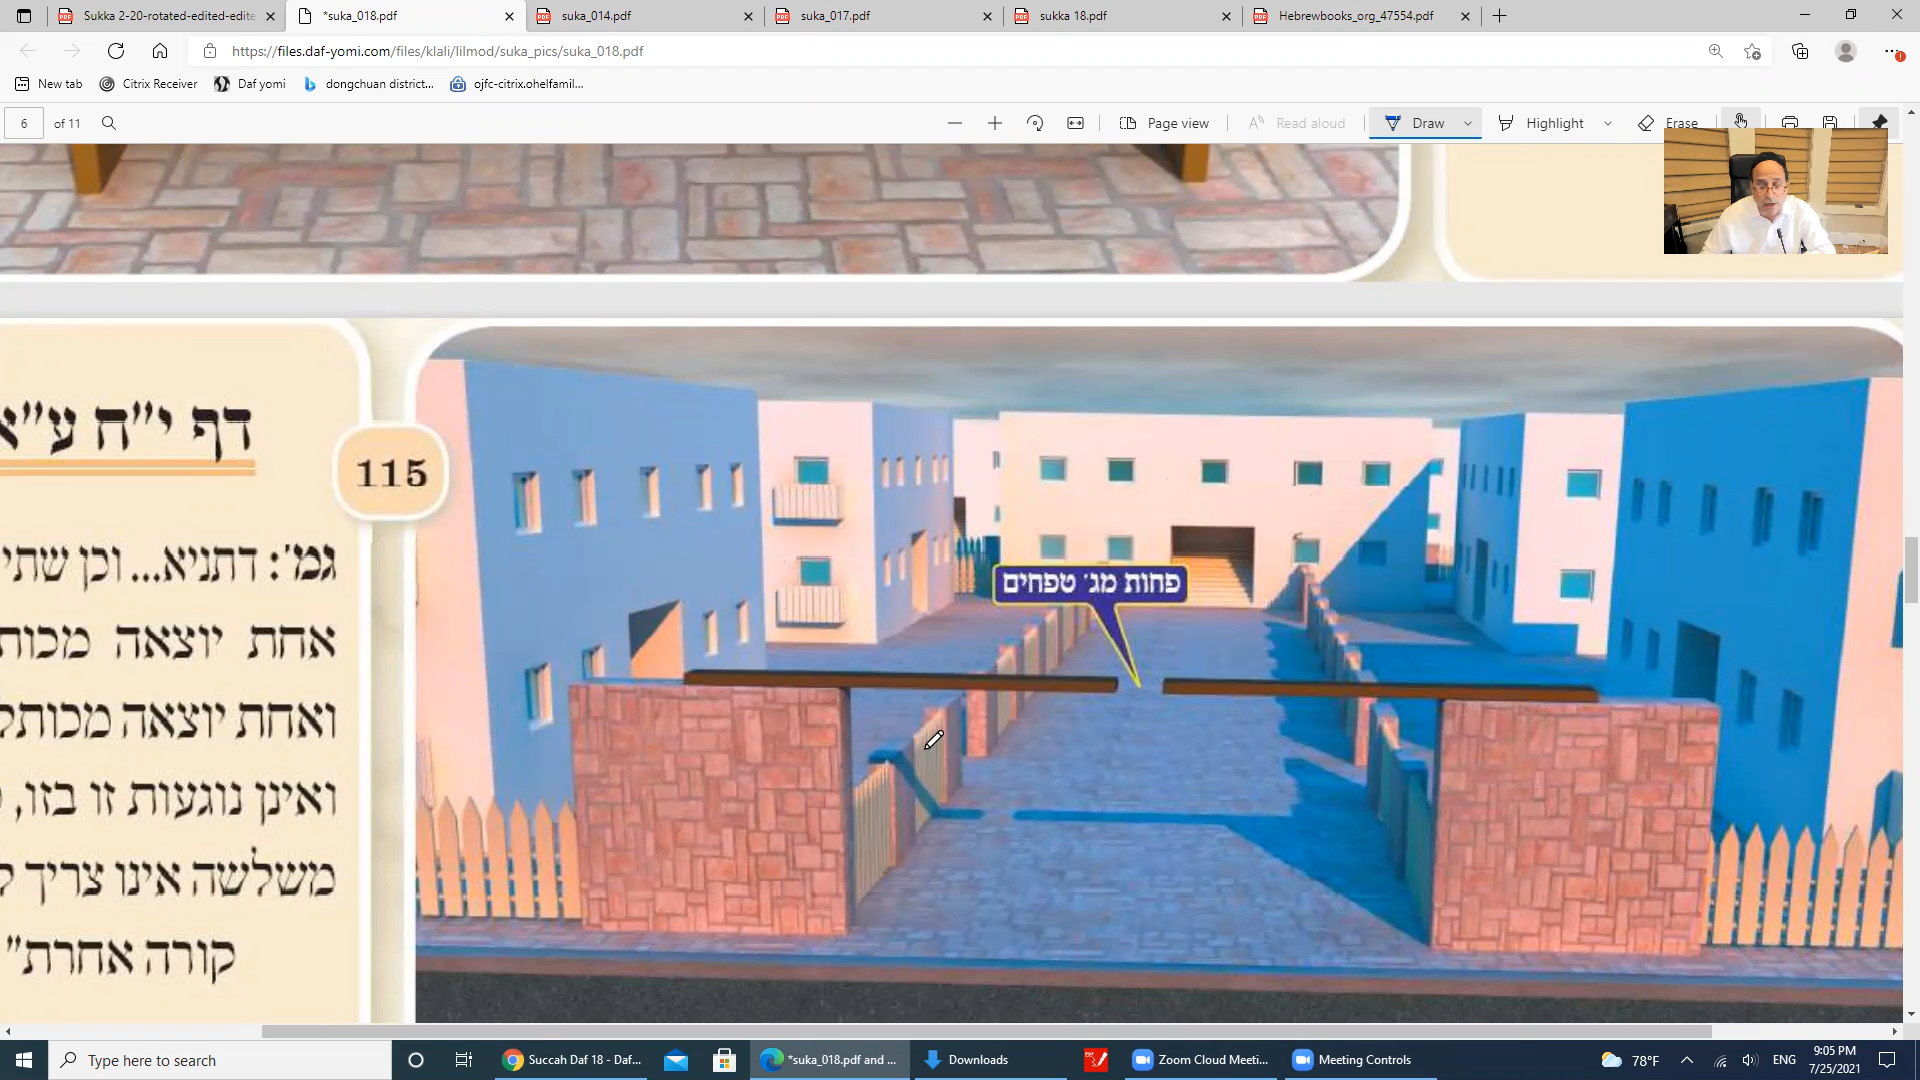 Sukka 2-20-rotated-edited-edite
*suka_018.pdf
suka_014.pdf
suka_017.pdf
sukka 18.pdf
Hebrewbooks_org_47554.pdf
https://files.daf-yomi.com/files/klali/lilmod/suka_pics/suka_018.pdf
New tab
Citrix Receiver
Daf yomi
dongchuan district...
ojfc-citrix.ohelfamil...
6 of 11
Page view
Read aloud
Draw
Highlight
Erase
דף י"ח ע"א
115
גמ': דתניא... וכן שתי
אחת יוצאה
ואחת יוצאה
ואינן נוגעות זו בזו,
משלשה אינו צריך
קורה אחרת"
פחות מג' טפחים
Type here to search
Succah Daf 18 - Daf...
*suka_018.pdf and ...
Downloads
Zoom Cloud Meeti...
Meeting Controls
78°F
ENG
9:05 PM
7/25/2021